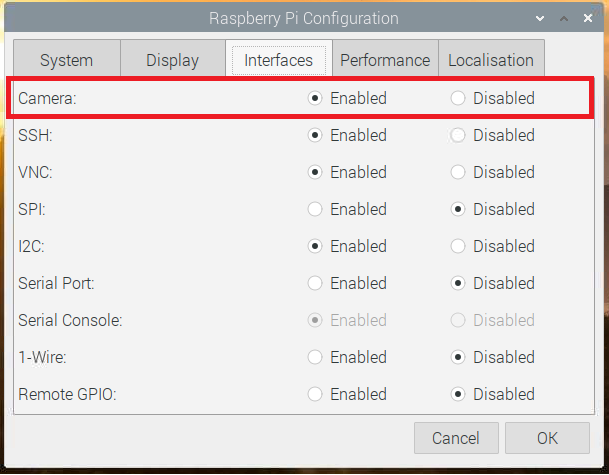 Raspberry Pi Configuration
System Display Interfaces Performance Localisation
Camera: Enabled Disabled
SSH: Enabled Disabled
VNC: Enabled Disabled
SPI: Enabled Disabled
I2C: Enabled Disabled
Serial Port: Enabled Disabled
Serial Console: Enabled Disabled
1-Wire: Enabled Disabled
Remote GPIO: Enabled Disabled
Cancel OK